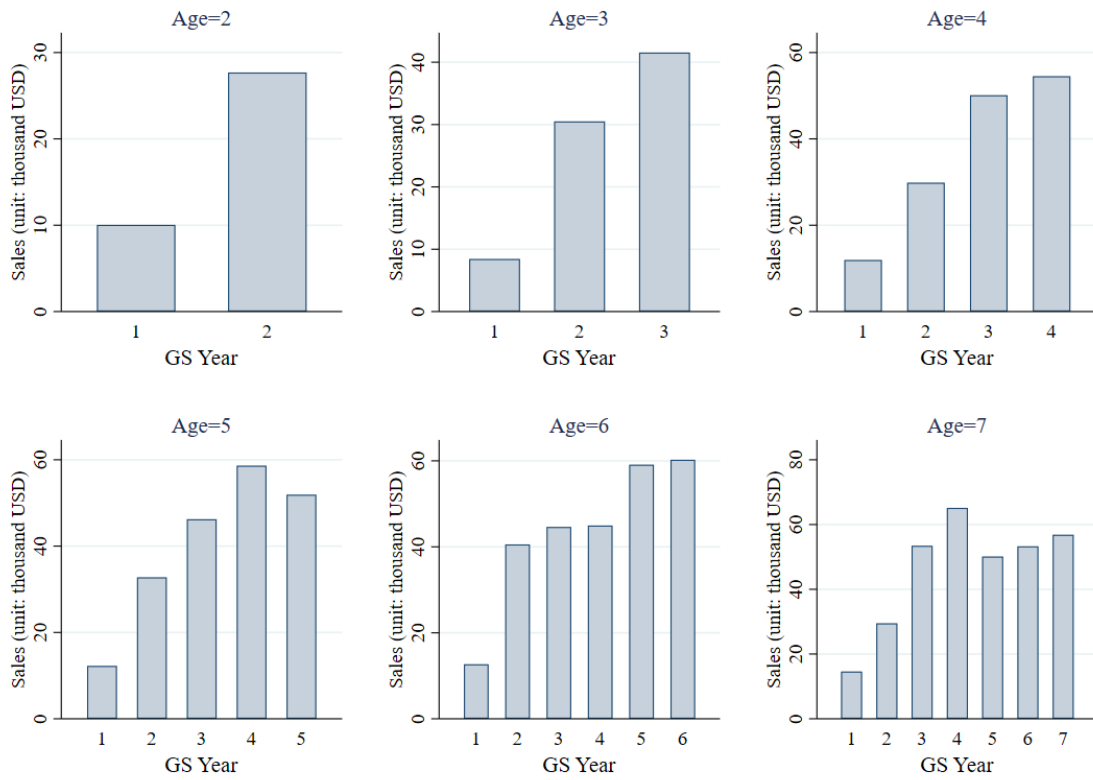 Age=2
Sales (unit: thousand USD)
30
20
10
0
1 2
GS Year
Age=3
Sales (unit: thousand USD)
40
30
20
10
0
1 2 3
GS Year
Age=4
Sales (unit: thousand USD)
60
40
20
0
1 2 3 4
GS Year
Age=5
Sales (unit: thousand USD)
60
40
20
0
1 2 3 4 5
GS Year
Age=6
Sales (unit: thousand USD)
60
40
20
0
1 2 3 4 5 6
GS Year
Age=7
Sales (unit: thousand USD)
80
60
40
20
0
1 2 3 4 5 6 7
GS Year